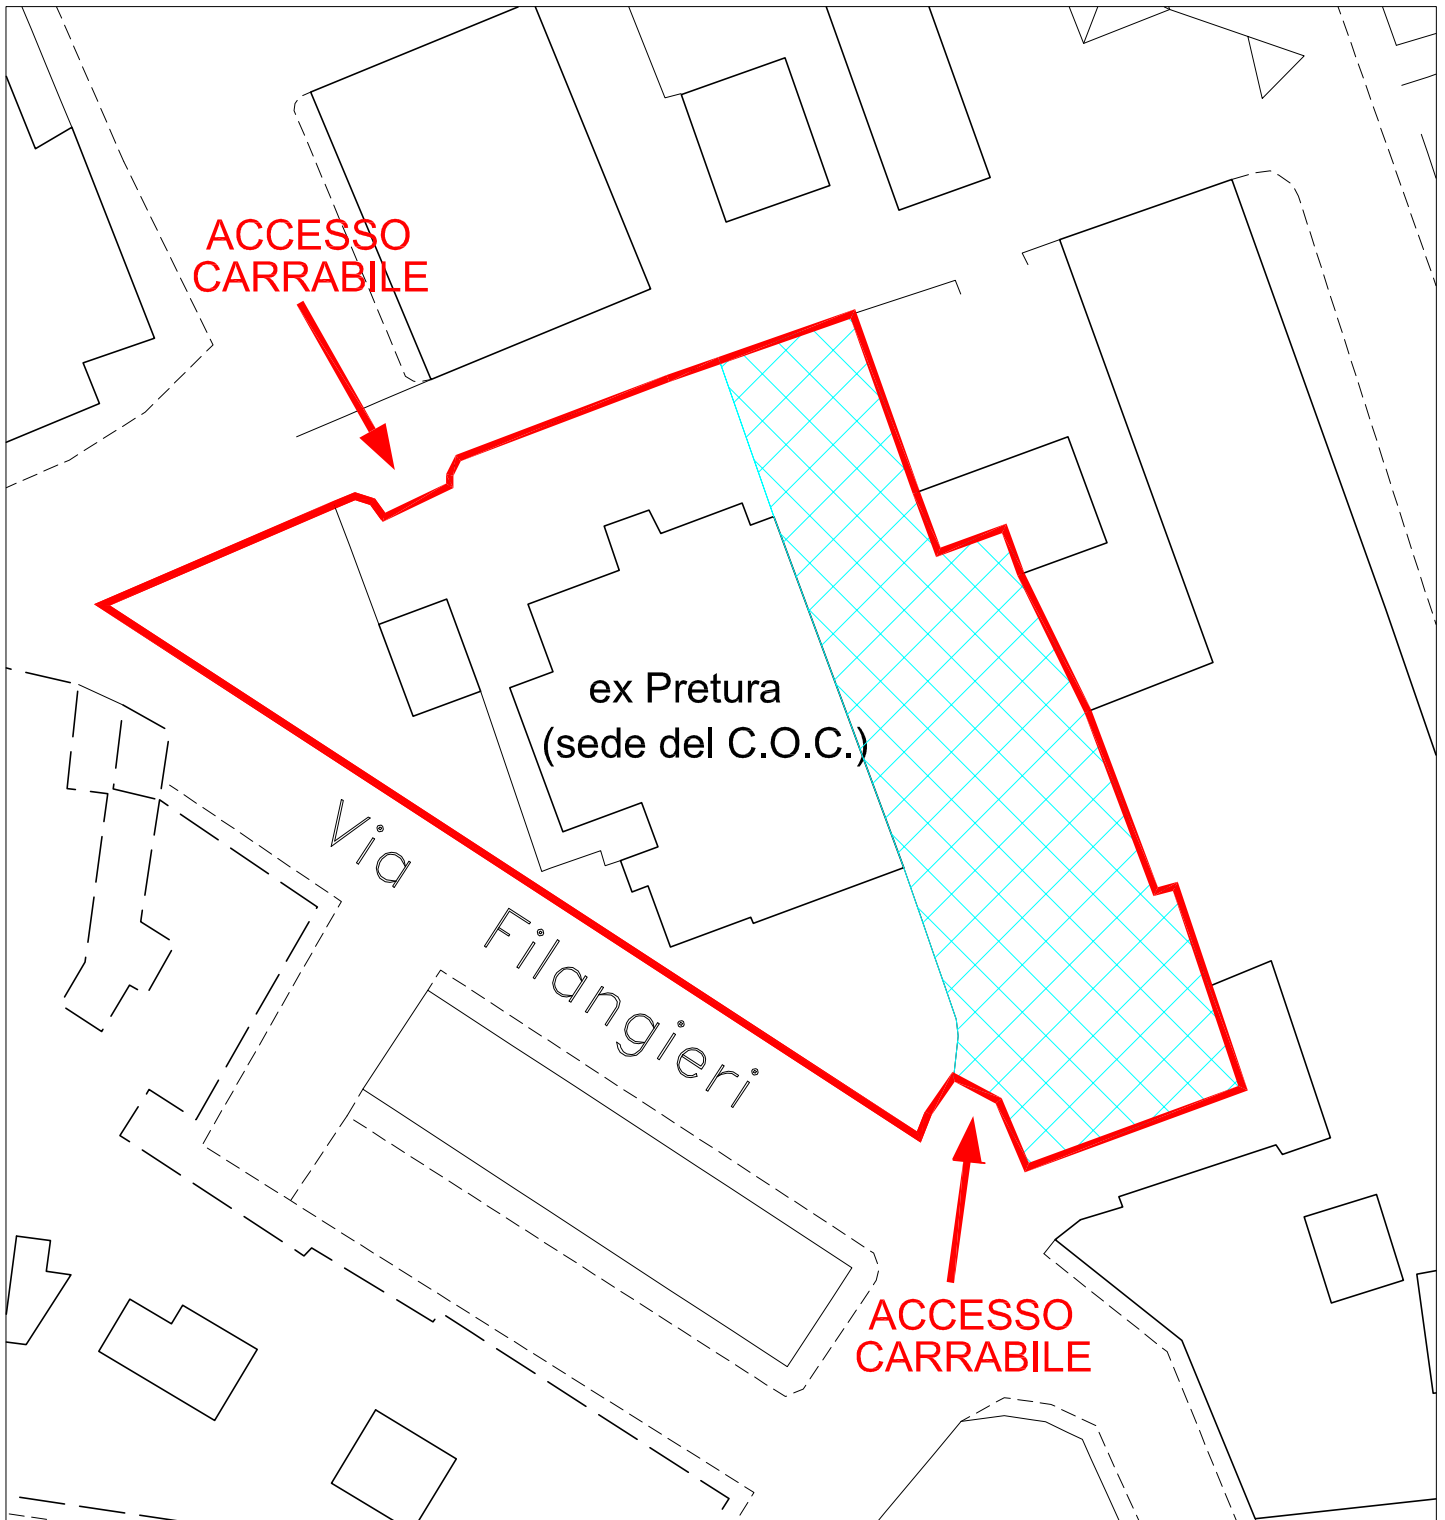 ACCESSO
CARRABILE
ex Pretura
(sede del C.O.C.)
Via Filangieri
ACCESSO
CARRABILE